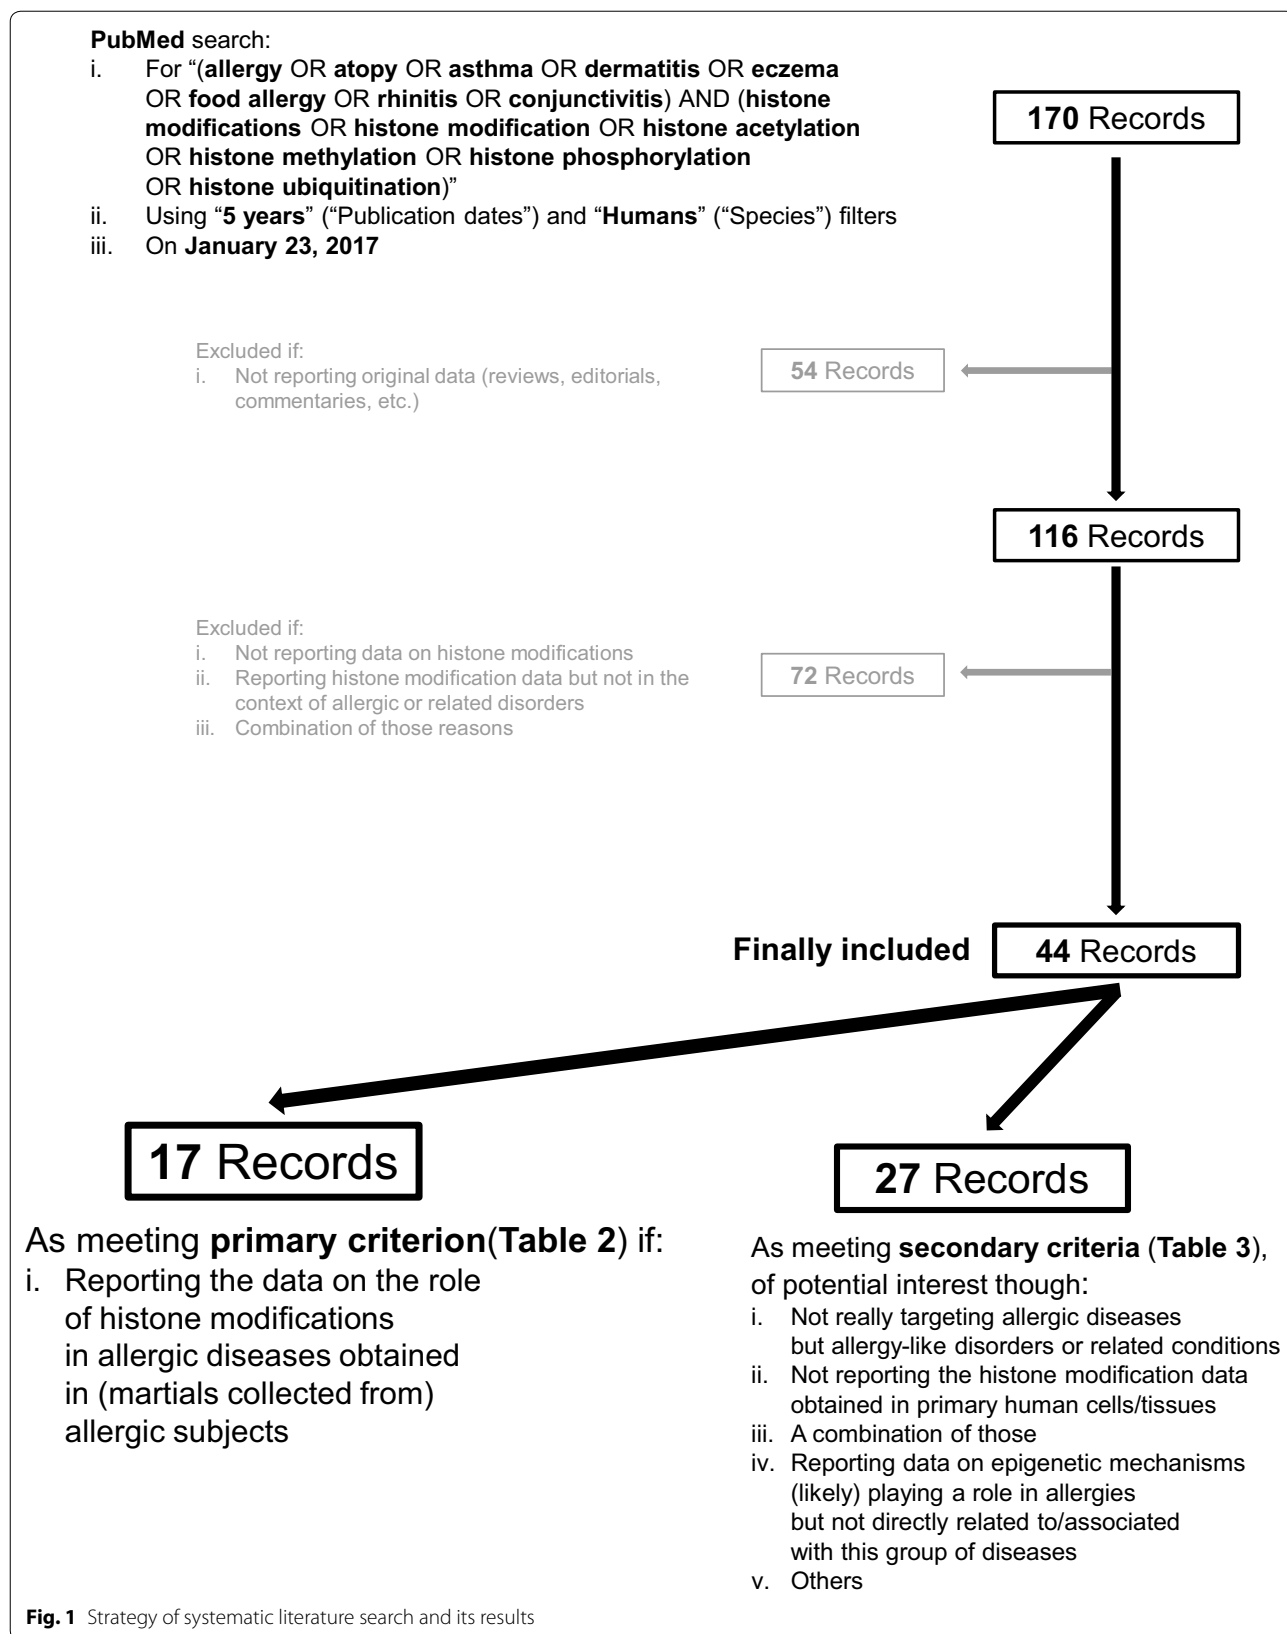 PubMed search:
i. For “(allergy OR atopy OR asthma OR dermatitis OR eczema
OR food allergy OR rhinitis OR conjunctivitis) AND (histone
modifications OR histone modification OR histone acetylation
OR histone methylation OR histone phosphorylation
OR histone ubiquitination)”
ii. Using “5 years” (“Publication dates”) and “Humans” (“Species”) filters
iii. On January 23, 2017
170 Records
Excluded if:
i. Not reporting original data (reviews, editorials,
commentaries, etc.)
54 Records
116 Records
Excluded if:
i. Not reporting data on histone modifications
ii. Reporting histone modification data but not in the
context of allergic or related disorders
iii. Combination of those reasons
72 Records
Finally included
44 Records
17 Records
As meeting primary criterion(Table 2) if:
i. Reporting the data on the role
of histone modifications
in allergic diseases obtained
in (martials collected from)
allergic subjects
27 Records
As meeting secondary criteria (Table 3),
of potential interest though:
i. Not really targeting allergic diseases
but allergy-like disorders or related conditions
ii. Not reporting the histone modification data
obtained in primary human cells/tissues
iii. A combination of those
iv. Reporting data on epigenetic mechanisms
(likely) playing a role in allergies
but not directly related to/associated
with this group of diseases
v. Others
Fig. 1 Strategy of systematic literature search and its results